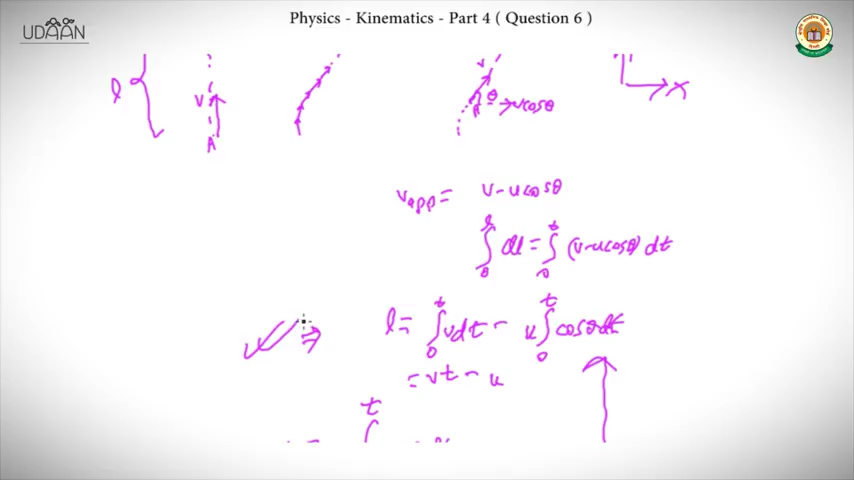 Physics - Kinematics - Part 4 ( Question 6 )
UDAAN
l
V
A
v
θ
A
→ vcosθ
X
v_app = v-ucosθ
∫₀^l dl = ∫₀^t (v-ucosθ) dt
l = ∫₀^t vdt - u ∫₀^t cosθdt
= vt - u
t
∫